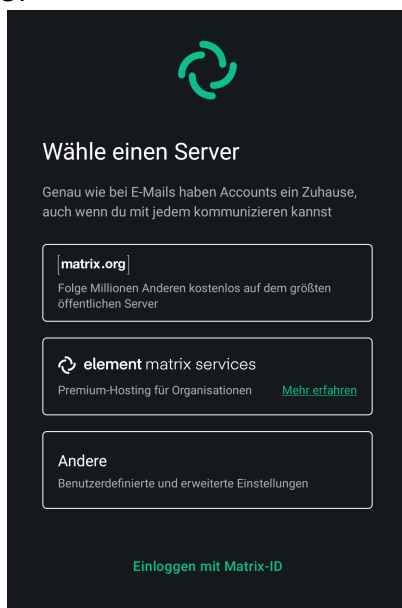 Wähle einen Server
Genau wie bei E-Mails haben Accounts ein Zuhause,
auch wenn du mit jedem kommunizieren kannst
[matrix.org]
Folge Millionen Anderen kostenlos auf dem größten
öffentlichen Server
element matrix services
Premium-Hosting für Organisationen Mehr erfahren
Andere
Benutzerdefinierte und erweiterte Einstellungen
Einloggen mit Matrix-ID